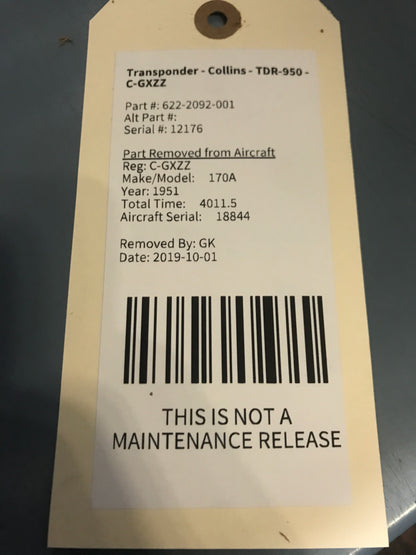 Transponder - Collins - TDR-950 -
C-GXZZ
Part #: 622-2092-001
Alt Part #:
Serial #: 12176
Part Removed from Aircraft
Reg: C-GXZZ
Make/Model: 170A
Year: 1951
Total Time: 4011.5
Aircraft Serial: 18844
Removed By: GK
Date: 2019-10-01
THIS IS NOT A
MAINTENANCE RELEASE